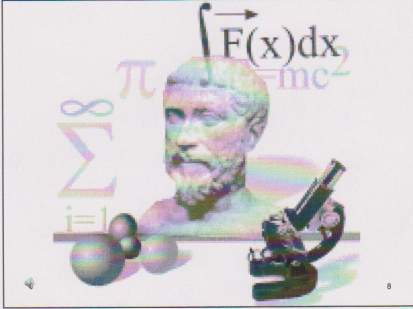 ∫F⃗(x)dx
π =mc²
∞
Σ
i=1
8